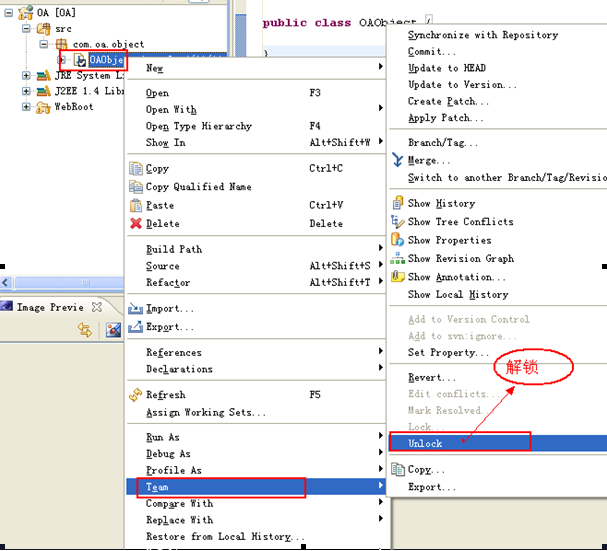 OA [OA]
src
com.oa.object
OAObje
JRE System Li
J2EE 1.4 Libr
WebRoot
Image Previe
public class OAObject {
}
New
Open F3
Open With
Open Type Hierarchy F4
Show In Alt+Shift+W
Copy Ctrl+C
Copy Qualified Name
Paste Ctrl+V
Delete Delete
Build Path
Source Alt+Shift+S
Refactor Alt+Shift+T
Import...
Export...
References
Declarations
Refresh F5
Assign Working Sets...
Run As
Debug As
Profile As
Team
Compare With
Replace With
Restore from Local History...
Synchronize with Repository
Commit...
Update to HEAD
Update to Version...
Create Patch...
Apply Patch...
Branch/Tag...
Merge...
Switch to another Branch/Tag/Revisio
Show History
Show Tree Conflicts
Show Properties
Show Revision Graph
Show Annotation...
Show Local History
Add to Version Control
Add to svn:ignore...
Set Property...
Revert...
Edit conflicts...
Mark Resolved...
Lock...
Unlock
Copy...
Export...
解锁